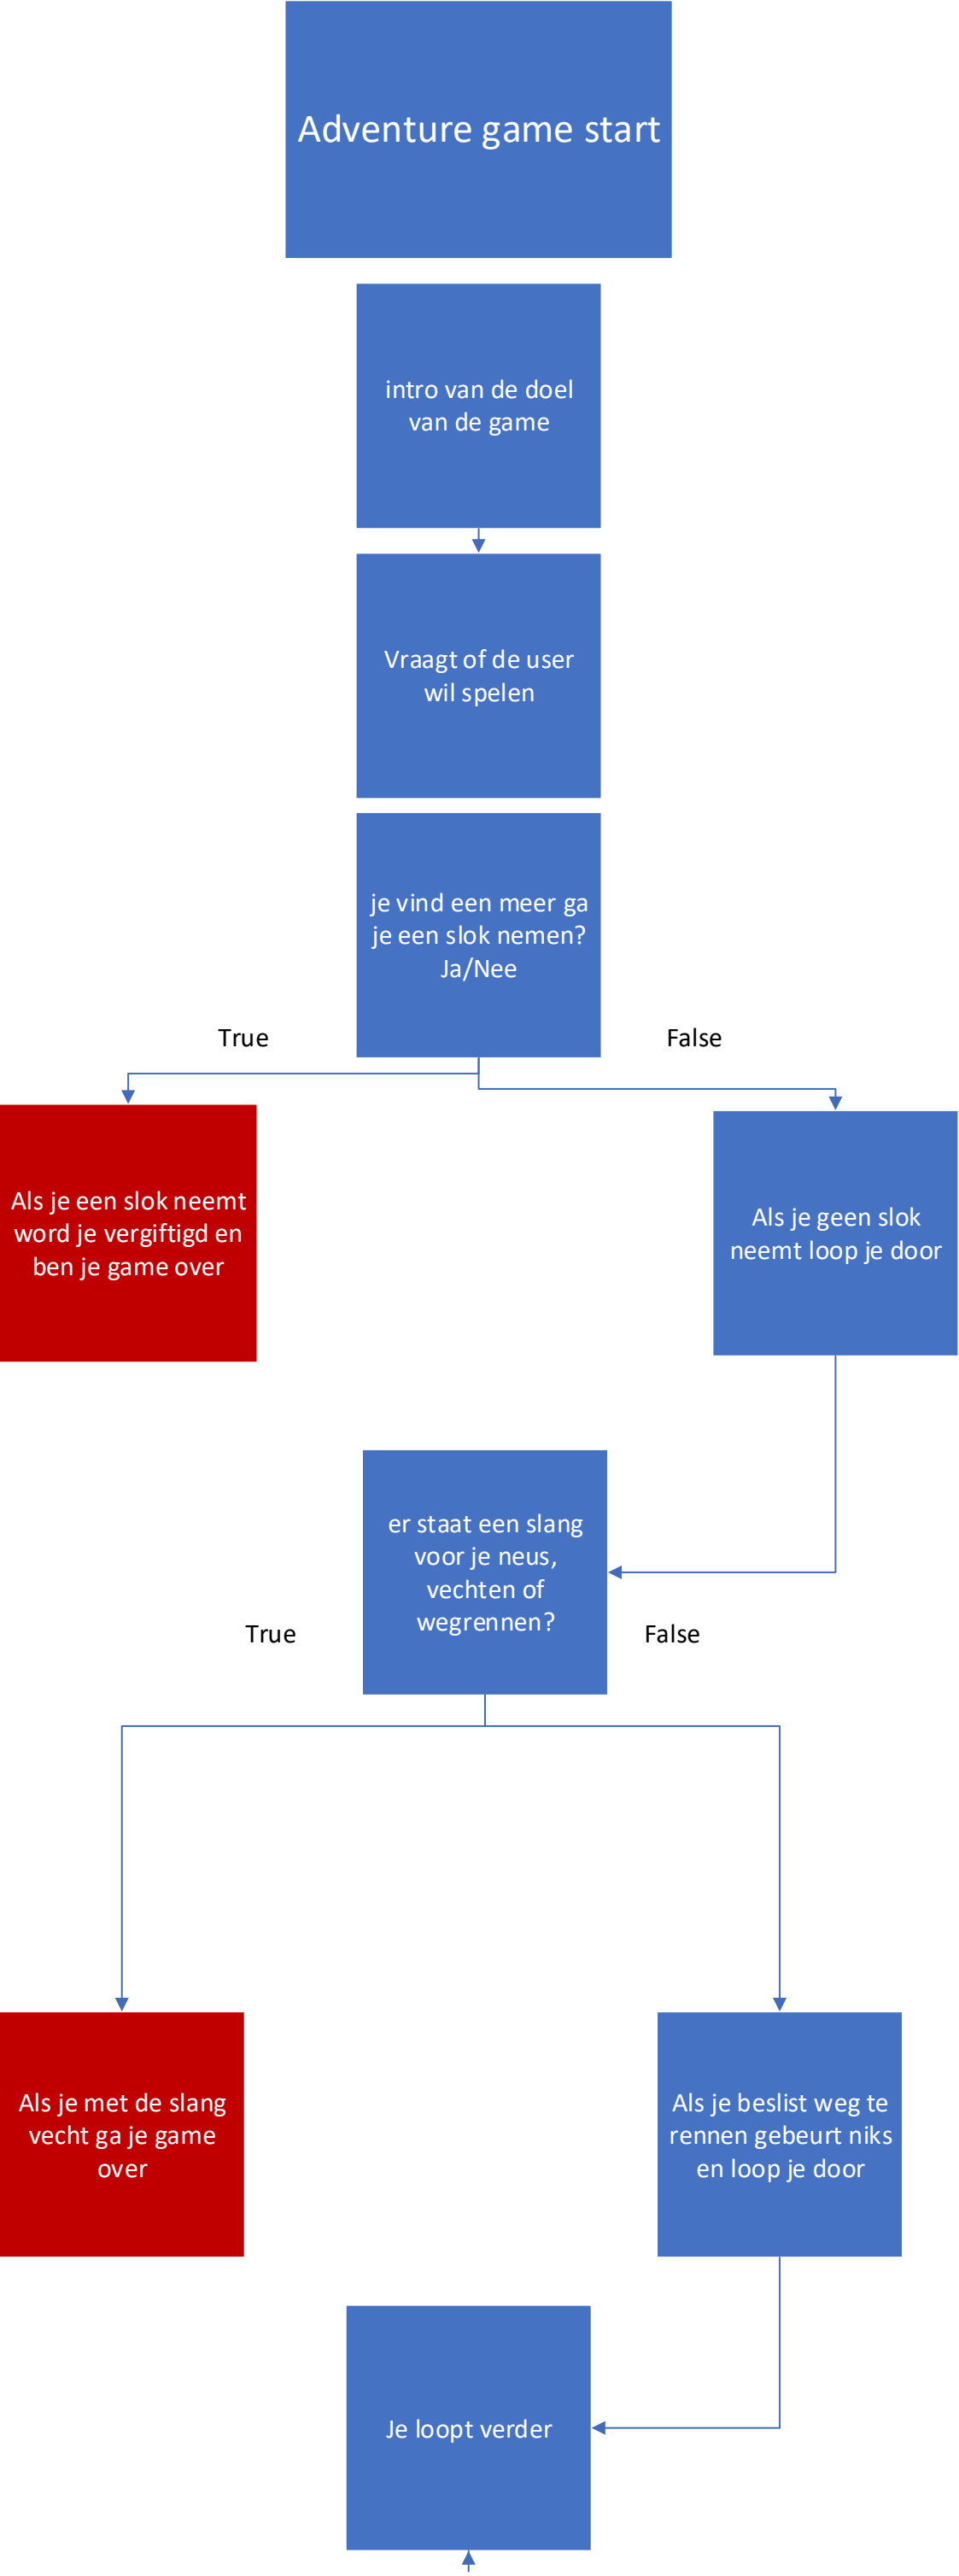 Adventure game start
intro van de doel
van de game
Vraagt of de user
wil spelen
je vind een meer ga
je een slok nemen?
Ja/Nee
True
False
Als je een slok neemt
word je vergiftigd en
ben je game over
Als je geen slok
neemt loop je door
er staat een slang
voor je neus,
vechten of
wegrennen?
True
False
Als je met de slang
vecht ga je game
over
Als je beslist weg te
rennen gebeurt niks
en loop je door
Je loopt verder